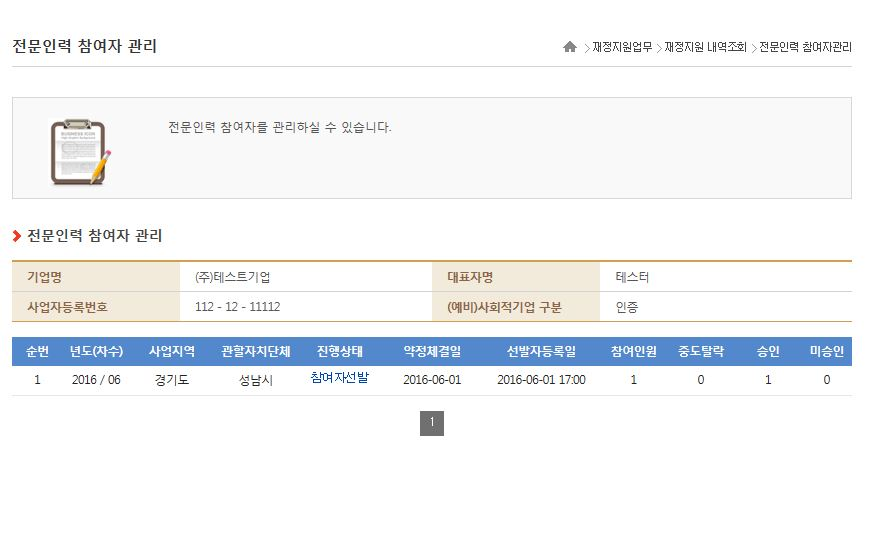 전문인력 참여자 관리
재정지원업무 > 재정지원 내역조회 > 전문인력 참여자관리
BUSINESS ICON
전문인력 참여자를 관리하실 수 있습니다.
전문인력 참여자 관리
기업명 (주)테스트기업 대표자명 테스터
사업자등록번호 112 - 12 - 11112 (예비)사회적기업 구분 인증
순번 년도(차수) 사업지역 관할자치단체 진행상태 약정체결일 선발자등록일 참여인원 중도탈락 승인 미승인
1 2016 / 06 경기도 성남시 참여자선발 2016-06-01 2016-06-01 17:00 1 0 1 0
1